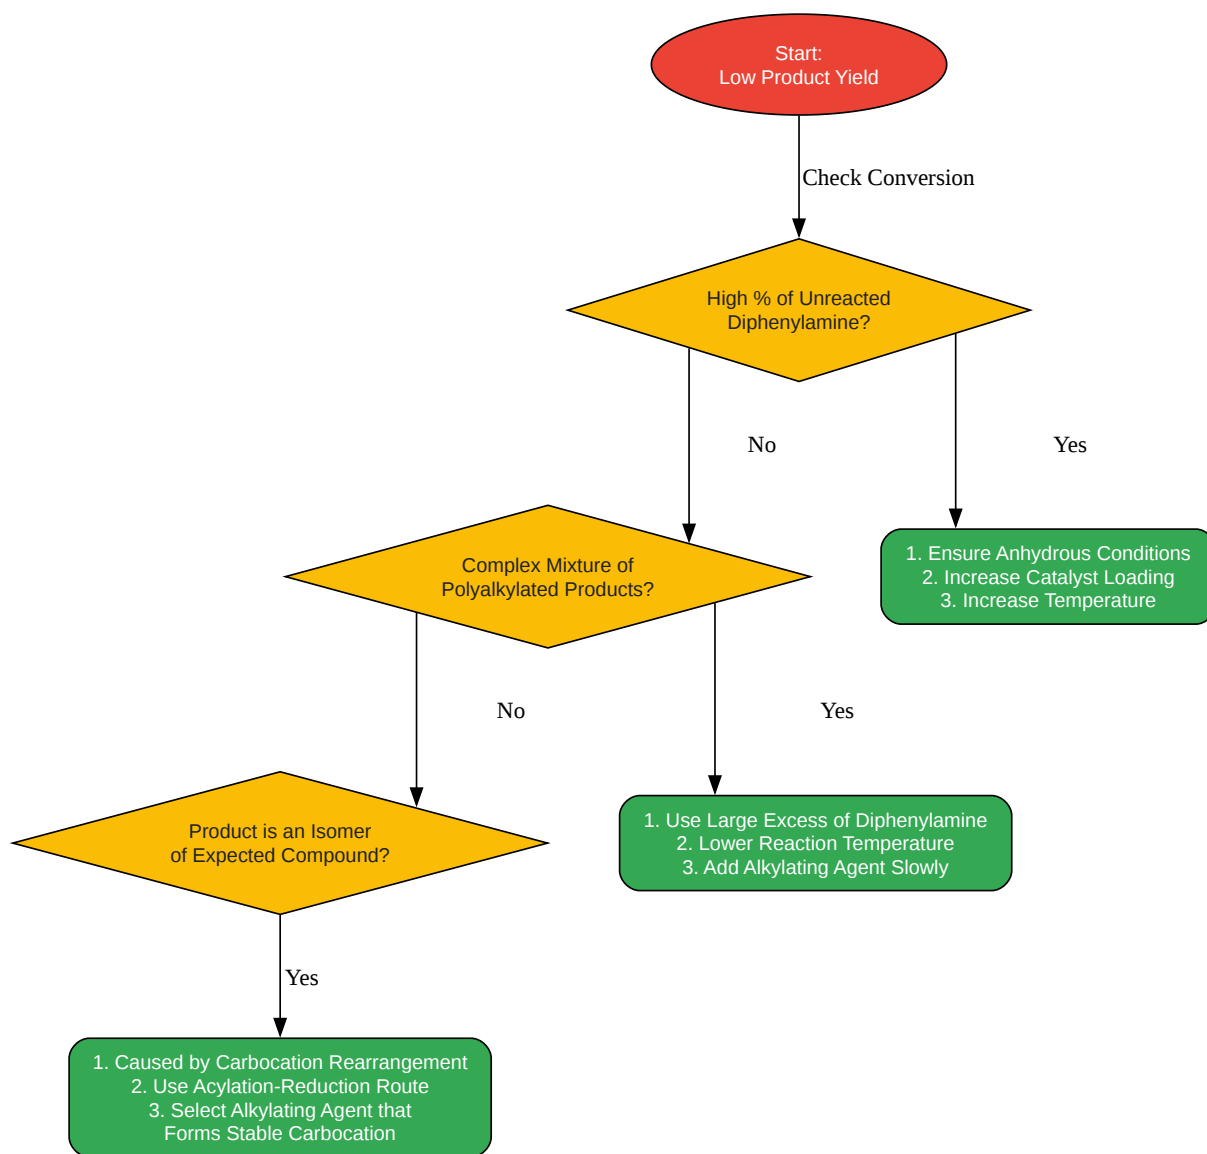 Start:
Low Product Yield
Check Conversion
High % of Unreacted
Diphenylamine?
No
Yes
Complex Mixture of
Polyalkylated Products?
1. Ensure Anhydrous Conditions
2. Increase Catalyst Loading
3. Increase Temperature
No
Yes
Product is an Isomer
of Expected Compound?
1. Use Large Excess of Diphenylamine
2. Lower Reaction Temperature
3. Add Alkylating Agent Slowly
Yes
1. Caused by Carbocation Rearrangement
2. Use Acylation-Reduction Route
3. Select Alkylating Agent that
Forms Stable Carbocation